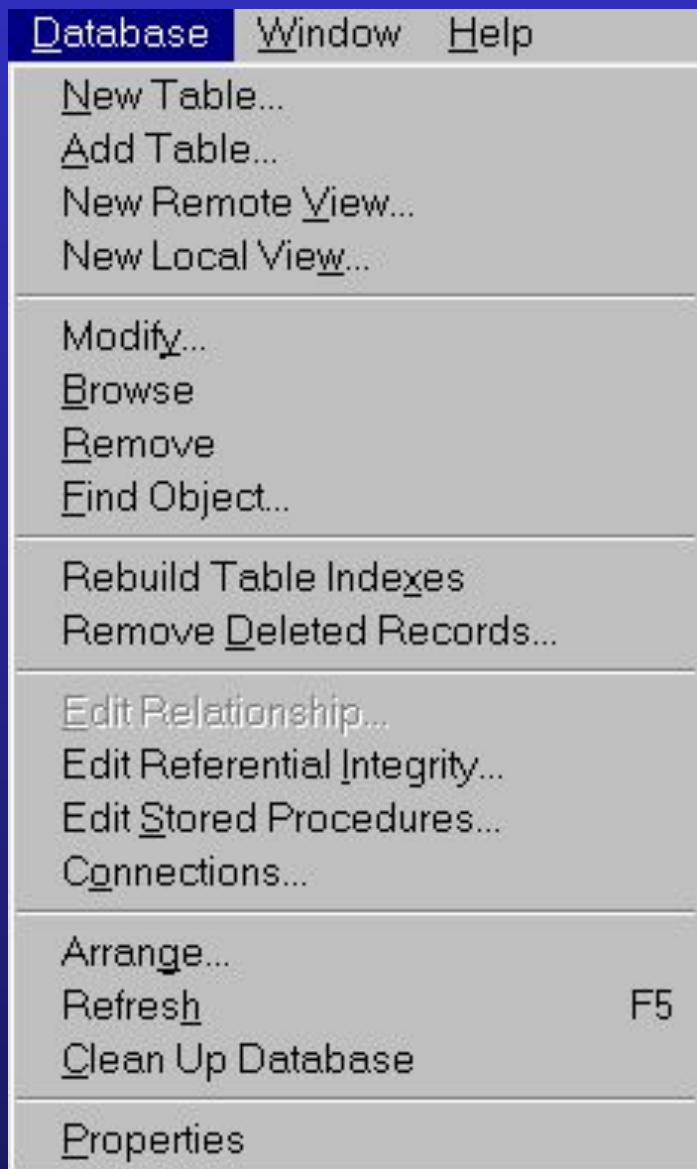 Database Window Help
New Table...
Add Table...
New Remote View...
New Local View...
Modify...
Browse
Remove
Find Object...
Rebuild Table Indexes
Remove Deleted Records...
Edit Relationship...
Edit Referential Integrity...
Edit Stored Procedures...
Connections...
Arrange...
Refresh F5
Clean Up Database
Properties